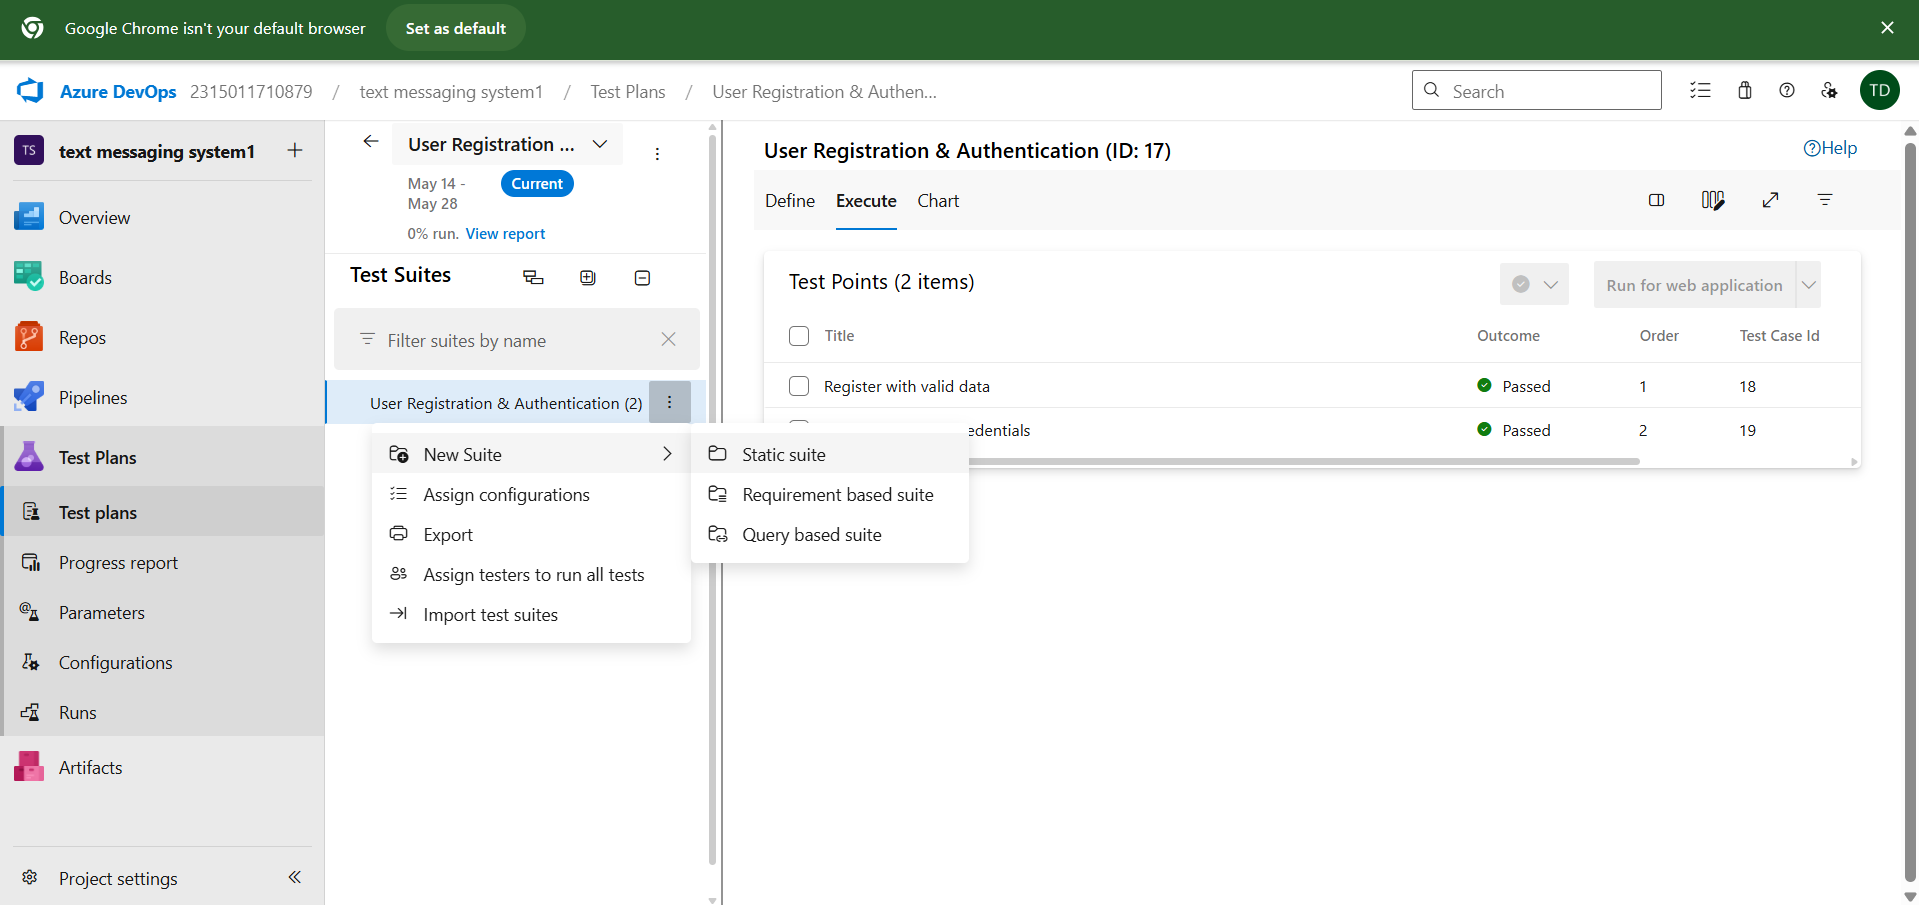 Google Chrome isn't your default browser
Set as default
Azure DevOps 2315011710879 / text messaging system1 / Test Plans / User Registration & Authen...
Search
TD
TS text messaging system1
Overview
Boards
Repos
Pipelines
Test Plans
Test plans
Progress report
Parameters
Configurations
Runs
Artifacts
Project settings
User Registration ...
May 14 -
May 28
Current
0% run. View report
Test Suites
Filter suites by name
User Registration & Authentication (2)
New Suite
Assign configurations
Export
Assign testers to run all tests
Import test suites
Static suite
Requirement based suite
Query based suite
User Registration & Authentication (ID: 17)
Help
Define Execute Chart
Test Points (2 items)
Run for web application
Title Outcome Order Test Case Id
Register with valid data Passed 1 18
edentials Passed 2 19